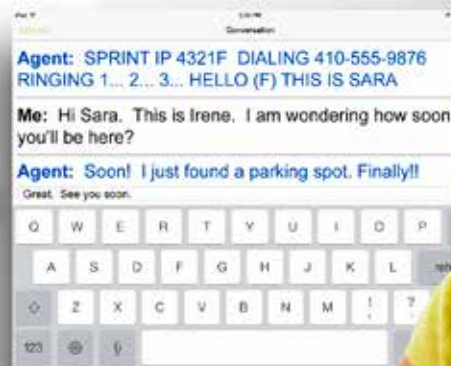 Conversation
Agent: SPRINT IP 4321F DIALING 410-555-9876
RINGING 1... 2... 3... HELLO (F) THIS IS SARA
Me: Hi Sara. This is Irene. I am wondering how soon
you'll be here?
Agent: Soon! I just found a parking spot. Finally!!
Great. See you soon.
Q W E R T Y U I O P
A S D F G H J K L
Z X C V B N M ! , ? .
123